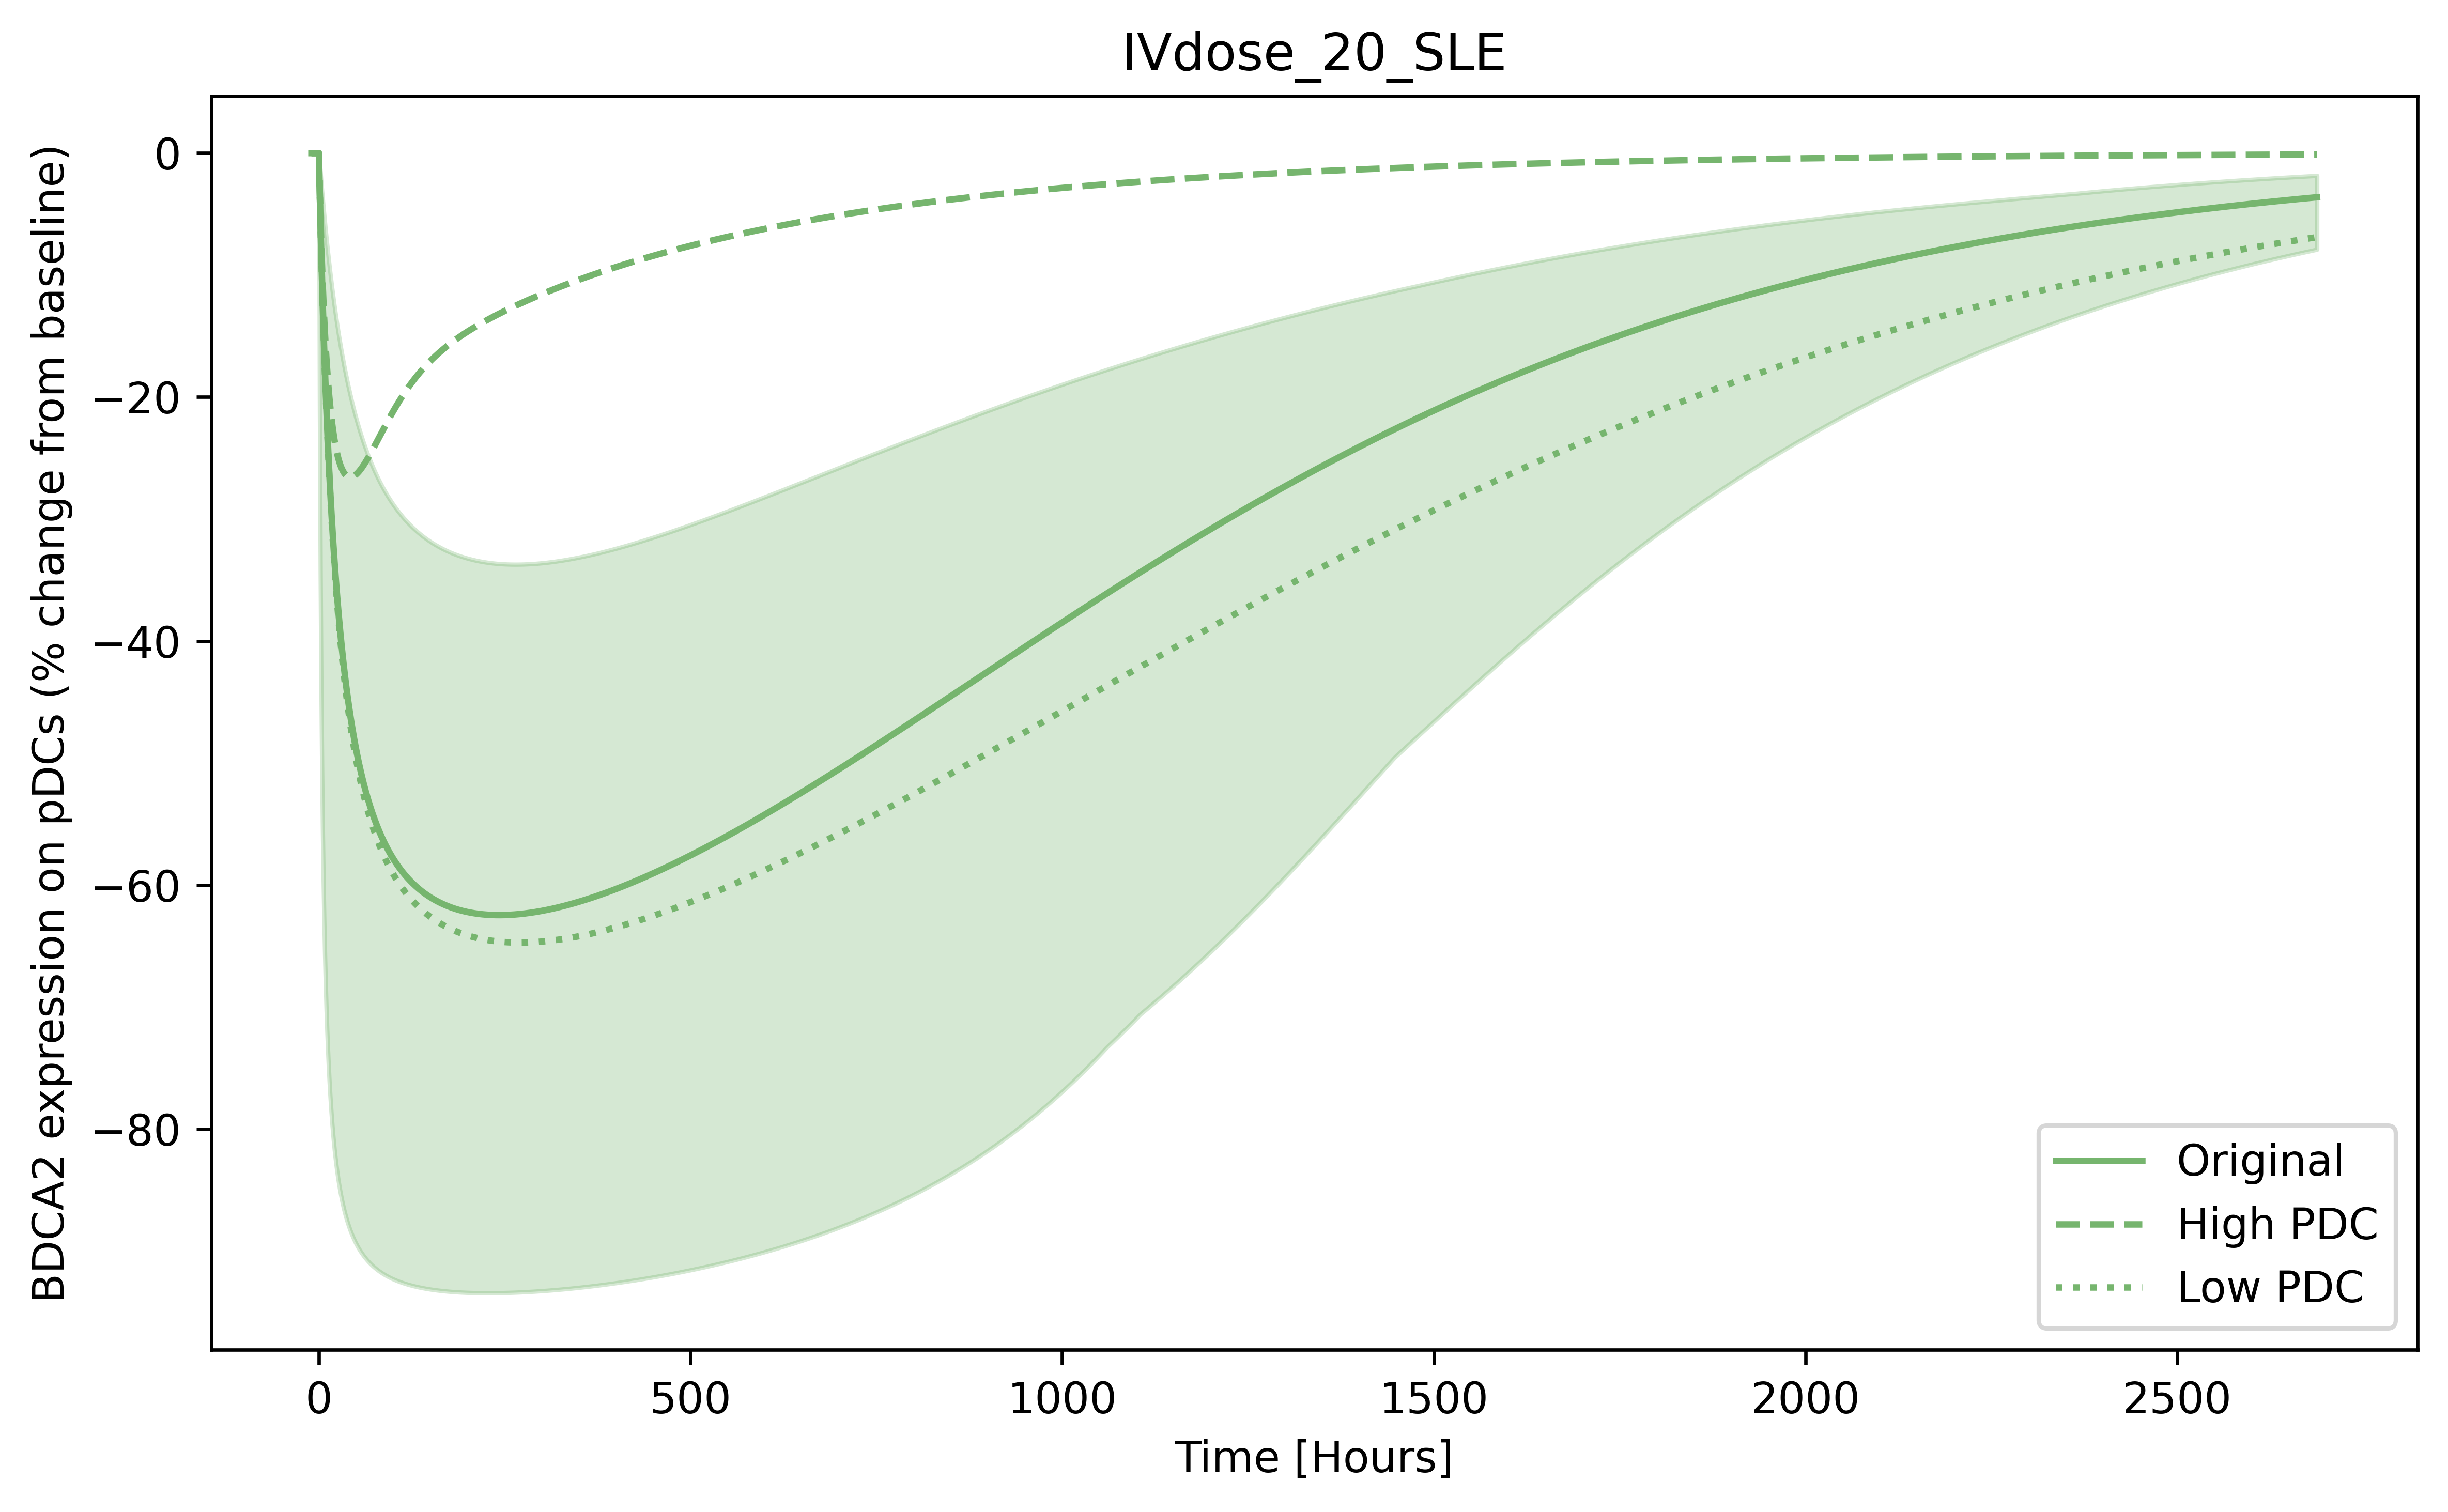 IVdose_20_SLE
BDCA2 expression on pDCs (% change from baseline)
0
−20
−40
−60
−80
0
500
1000
1500
2000
2500
Time [Hours]
Original
High PDC
Low PDC